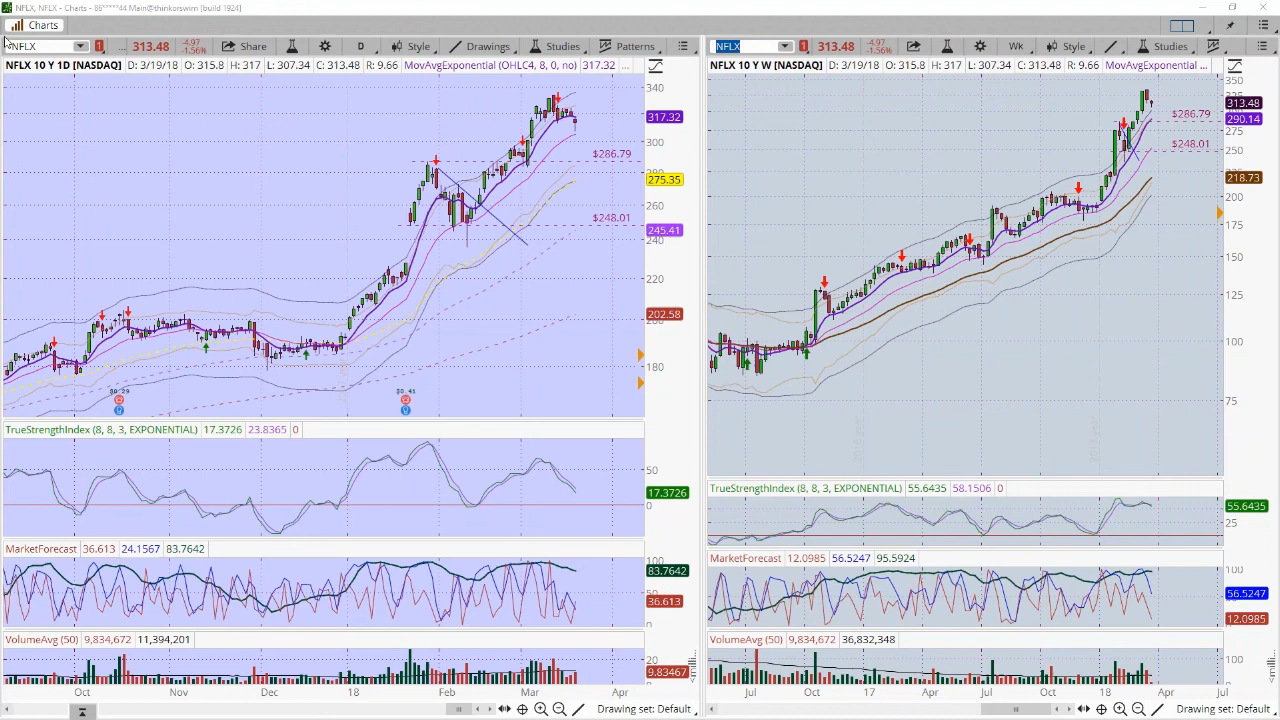 NFLX, NFLX - Charts - 86*****44 Main@thinkorswim [build 1924]
Charts
NFLX 1 ... 313.48 -4.97 -1.56% Share D Style Drawings Studies Patterns
NFLX 1 313.48 -4.97 -1.56% Wk Style Studies
1D [NASDAQ] D: 3/19/18 O: 315.8 H: 317 L: 307.34 C: 313.48 R: 9.66 MovAvgExponential (OHLC4, 8, 0, no) 317.32 ...
NFLX 10 Y W [NASDAQ] D: 3/19/18 O: 315.8 H: 317 L: 307.34 C: 313.48 R: 9.66 MovAvgExponential ...
340
317.32
300
$286.79
275.35
260
$248.01
245.41
240
220
202.58
180
350
313.48
$286.79
290.14
275
$248.01
250
218.73
200
175
150
125
100
75
TrueStrengthIndex (8, 8, 3, EXPONENTIAL) 17.3726 23.8365 0
50
17.3726
0
TrueStrengthIndex (8, 8, 3, EXPONENTIAL) 55.6435 58.1506 0
55.6435
25
MarketForecast 36.613 24.1567 83.7642
100
83.7642
50
36.613
0
MarketForecast 12.0985 56.5247 95.5924
100
56.5247
12.0985
VolumeAvg (50) 9,834,672 11,394,201
20
9.83467
VolumeAvg (50) 9,834,672 36,832,348
100
Oct Nov Dec 18 Feb Mar Apr
Jul Oct 17 Apr Jul Oct 18 Apr Jul
Drawing set: Default
Drawing set: Default